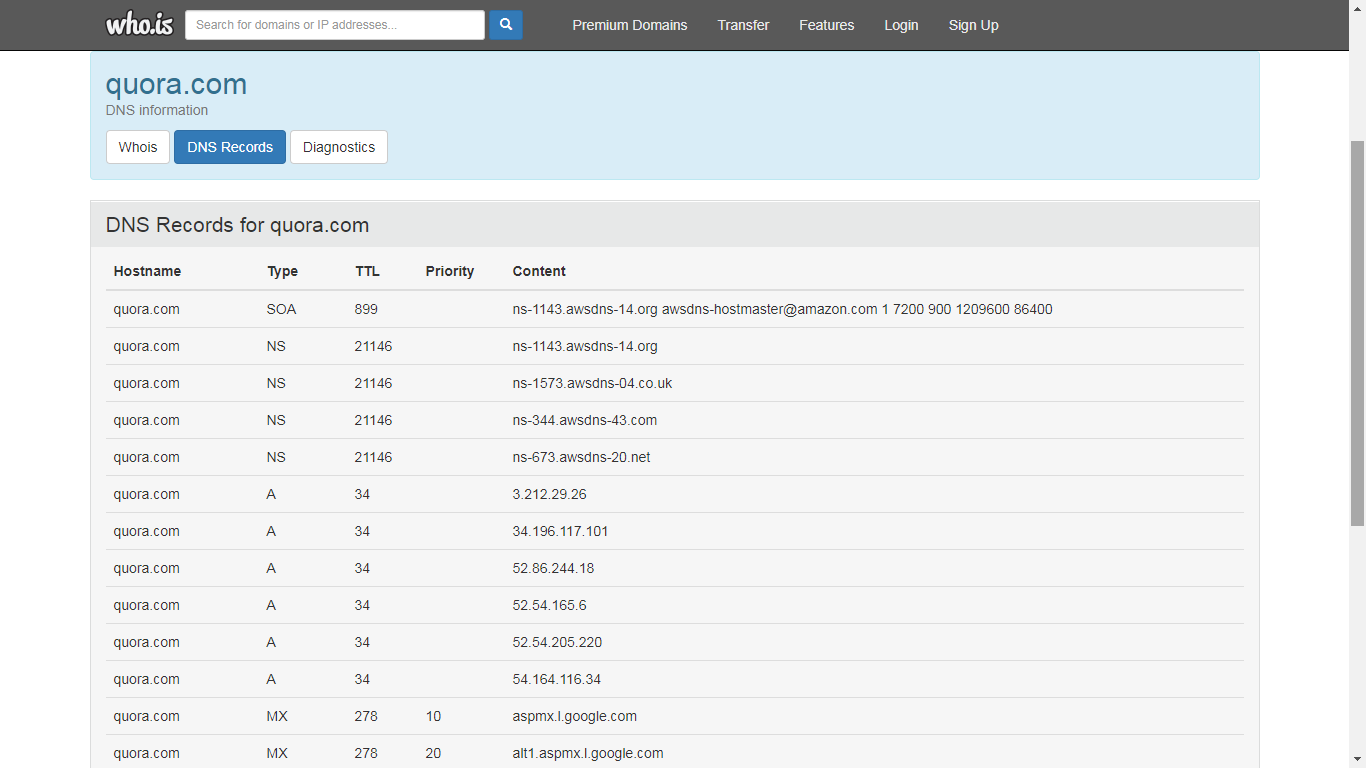 who.is Search for domains or IP addresses... Premium Domains Transfer Features Login Sign Up
quora.com
DNS information
Whois DNS Records Diagnostics
DNS Records for quora.com
Hostname Type TTL Priority Content
quora.com SOA 899 ns-1143.awsdns-14.org awsdns-hostmaster@amazon.com 1 7200 900 1209600 86400
quora.com NS 21146 ns-1143.awsdns-14.org
quora.com NS 21146 ns-1573.awsdns-04.co.uk
quora.com NS 21146 ns-344.awsdns-43.com
quora.com NS 21146 ns-673.awsdns-20.net
quora.com A 34 3.212.29.26
quora.com A 34 34.196.117.101
quora.com A 34 52.86.244.18
quora.com A 34 52.54.165.6
quora.com A 34 52.54.205.220
quora.com A 34 54.164.116.34
quora.com MX 278 10 aspmx.l.google.com
quora.com MX 278 20 alt1.aspmx.l.google.com